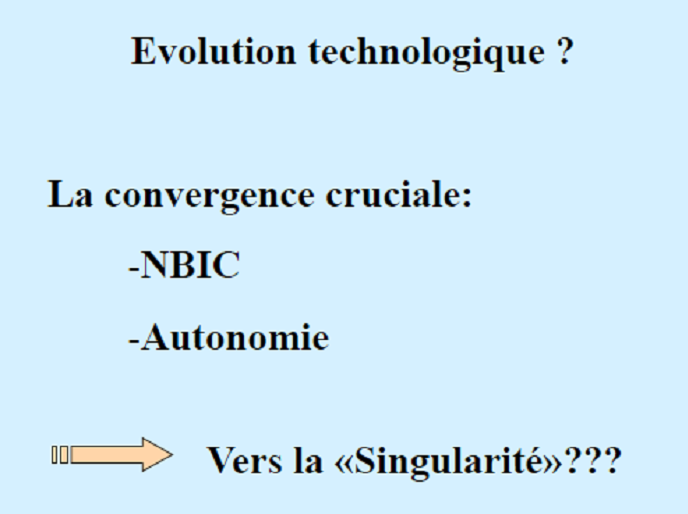 Evolution technologique ?
La convergence cruciale:
-NBIC
-Autonomie
Vers la «Singularité»???